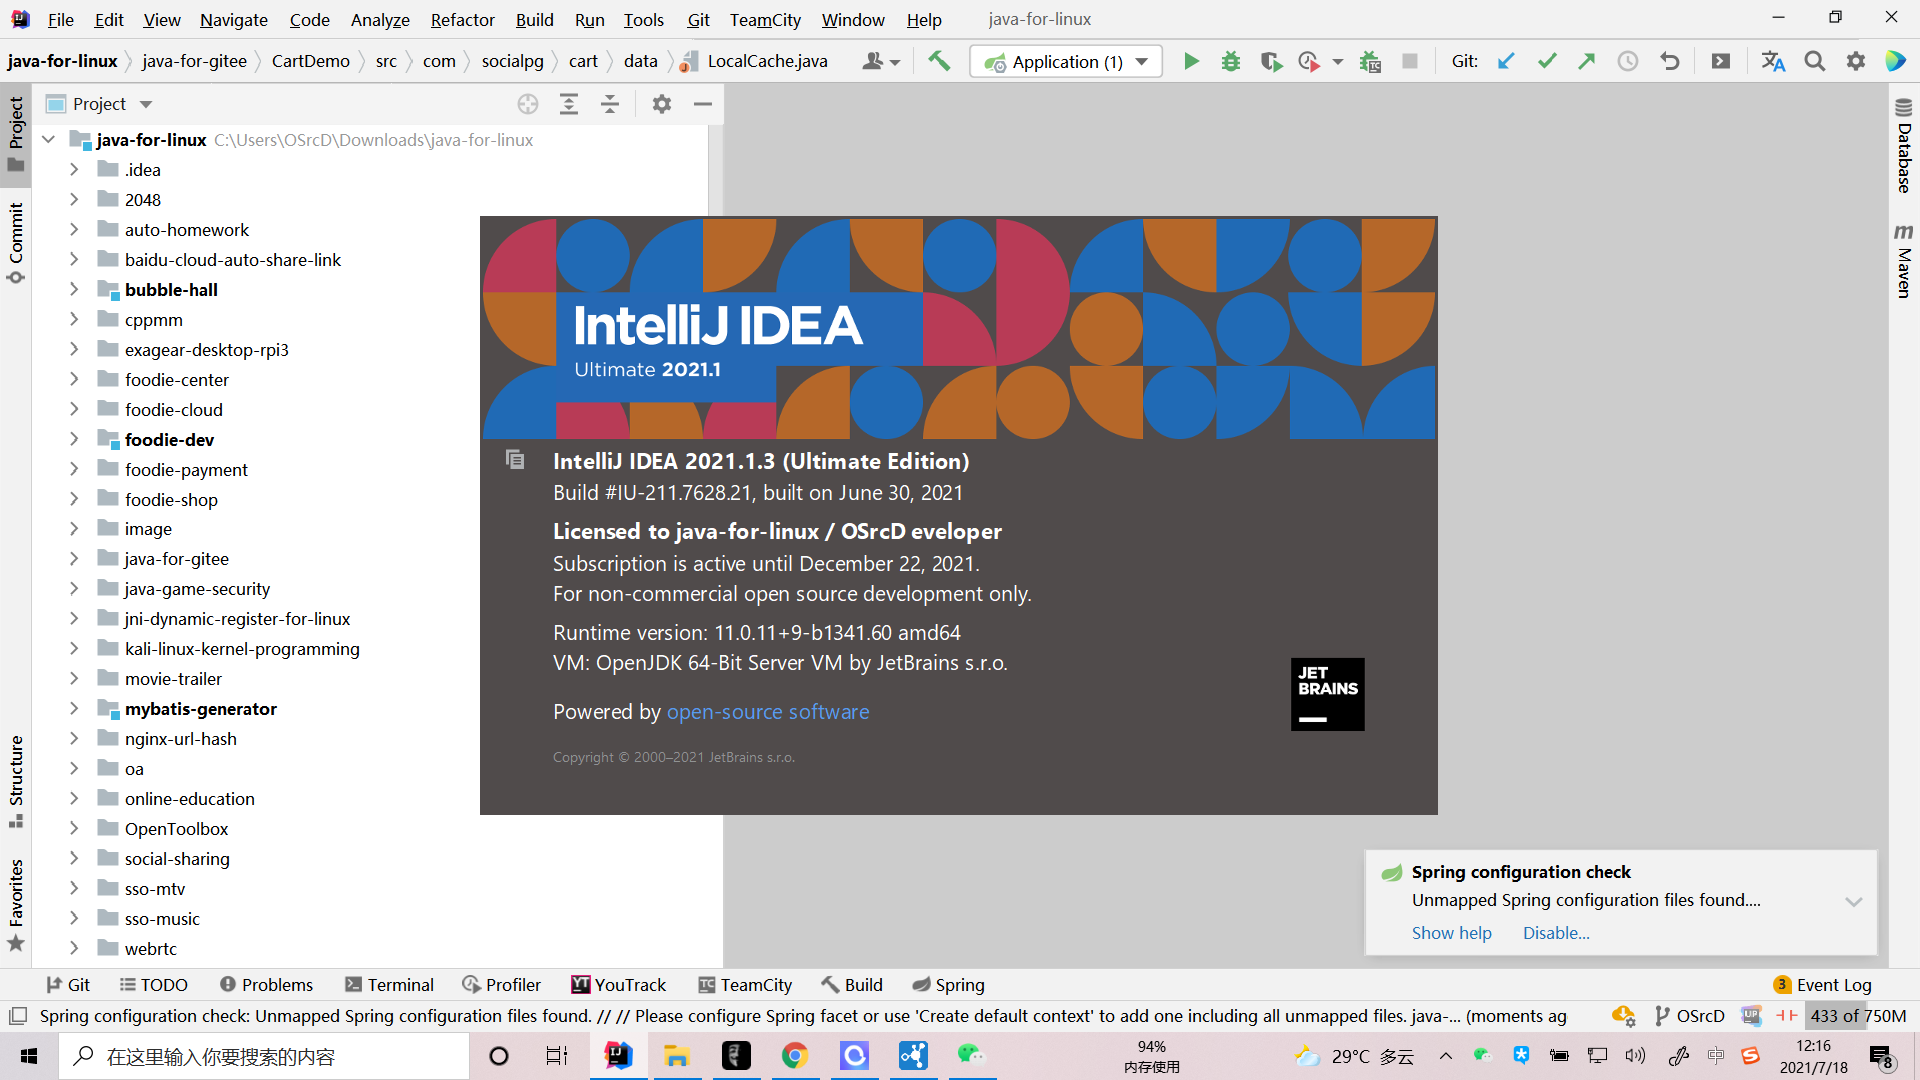 File Edit View Navigate Code Analyze Refactor Build Run Tools Git TeamCity Window Help java-for-linux
java-for-linux java-for-gitee CartDemo src com socialpg cart data LocalCache.java Application (1) Git:
Project
Project
Commit
Structure
Favorites
java-for-linux C:\Users\OSrcD\Downloads\java-for-linux
.idea
2048
auto-homework
baidu-cloud-auto-share-link
bubble-hall
cppmm
exagear-desktop-rpi3
foodie-center
foodie-cloud
foodie-dev
foodie-payment
foodie-shop
image
java-for-gitee
java-game-security
jni-dynamic-register-for-linux
kali-linux-kernel-programming
movie-trailer
mybatis-generator
nginx-url-hash
oa
online-education
OpenToolbox
social-sharing
sso-mtv
sso-music
webrtc
IntelliJ IDEA
Ultimate 2021.1
IntelliJ IDEA 2021.1.3 (Ultimate Edition)
Build #IU-211.7628.21, built on June 30, 2021
Licensed to java-for-linux / OSrcD eveloper
Subscription is active until December 22, 2021.
For non-commercial open source development only.
Runtime version: 11.0.11+9-b1341.60 amd64
VM: OpenJDK 64-Bit Server VM by JetBrains s.r.o.
Powered by open-source software
Copyright © 2000–2021 JetBrains s.r.o.
JET
BRAINS
Database
m
Maven
Spring configuration check
Unmapped Spring configuration files found....
Show help Disable...
Git TODO Problems Terminal Profiler YT YouTrack TC TeamCity Build Spring 3 Event Log
Spring configuration check: Unmapped Spring configuration files found. // // Please configure Spring facet or use 'Create default context' to add one including all unmapped files. java-... (moments ag OSrcD UP 433 of 750M
在这里输入你要搜索的内容
94%
内存使用
29°C 多云
中
12:16
2021/7/18
8